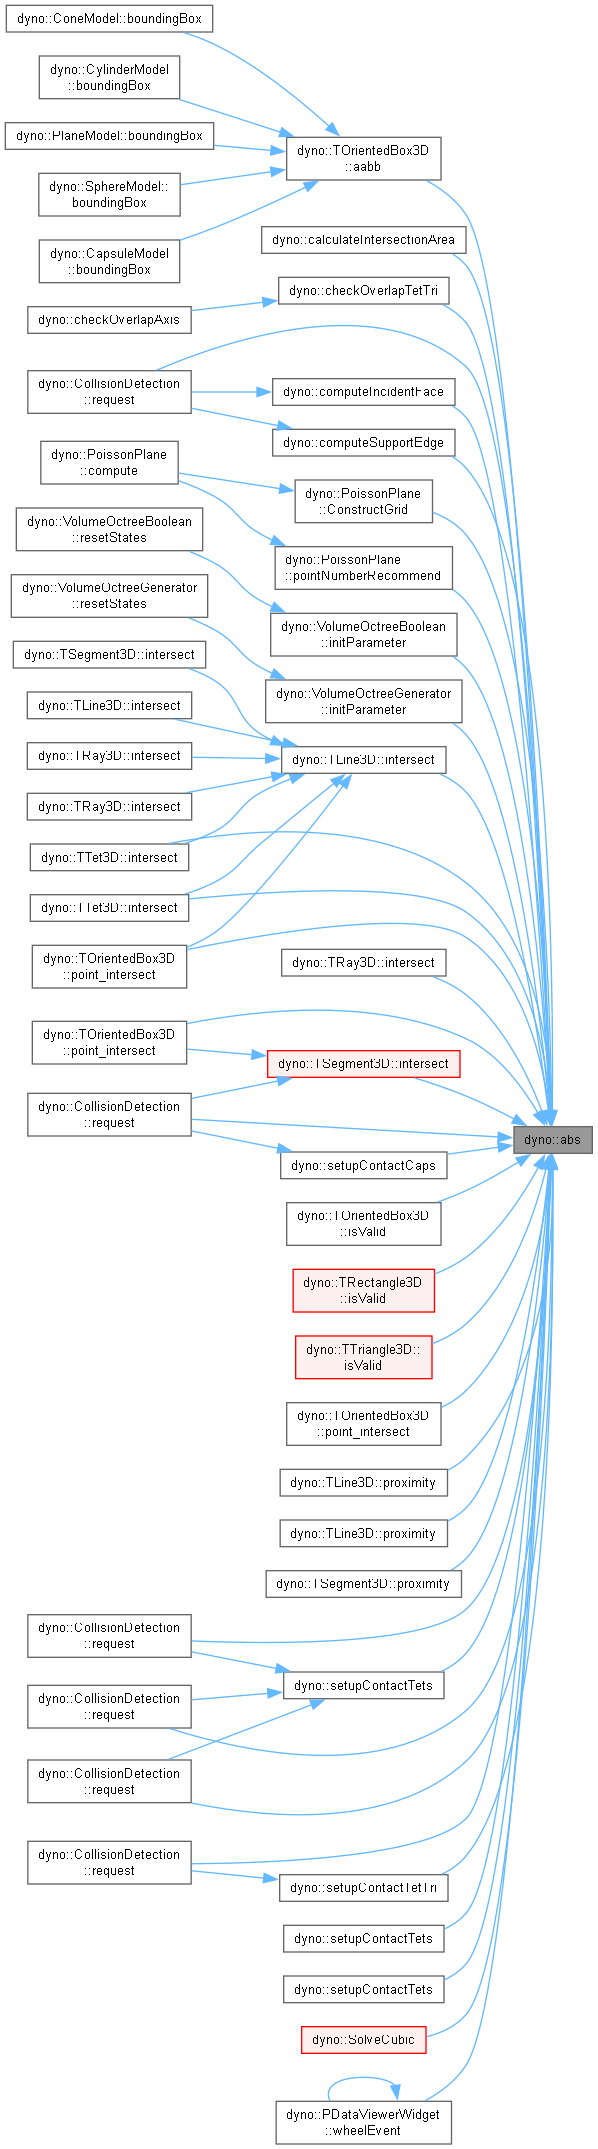 dyno::ConeModel::boundingBox
dyno::CylinderModel
::boundingBox
dyno::PlaneModel::boundingBox
dyno::TOrientedBox3D
::aabb
dyno::SphereModel::
boundingBox
dyno::CapsuleModel
::boundingBox
dyno::calculateIntersectionArea
dyno::checkOverlapTetTri
dyno::checkOverlapAxis
dyno::CollisionDetection
::request
dyno::computeIncidentFace
dyno::computeSupportEdge
dyno::PoissonPlane
::compute
dyno::PoissonPlane
::ConstructGrid
dyno::VolumeOctreeBoolean
::resetStates
dyno::PoissonPlane
::pointNumberRecommend
dyno::VolumeOctreeGenerator
::resetStates
dyno::VolumeOctreeBoolean
::initParameter
dyno::TSegment3D::intersect
dyno::VolumeOctreeGenerator
::initParameter
dyno::TLine3D::intersect
dyno::TRay3D::intersect
dyno::TLine3D::intersect
dyno::TRay3D::intersect
dyno::TTet3D::intersect
dyno::TTet3D::intersect
dyno::TOrientedBox3D
::point_intersect
dyno::TRay3D::intersect
dyno::TOrientedBox3D
::point_intersect
dyno::TSegment3D::intersect
dyno::CollisionDetection
::request
dyno::abs
dyno::setupContactCaps
dyno::TOrientedBox3D
::isValid
dyno::TRectangle3D
::isValid
dyno::TTriangle3D::
isValid
dyno::TOrientedBox3D
::point_intersect
dyno::TLine3D::proximity
dyno::TLine3D::proximity
dyno::TSegment3D::proximity
dyno::CollisionDetection
::request
dyno::setupContactTets
dyno::CollisionDetection
::request
dyno::CollisionDetection
::request
dyno::CollisionDetection
::request
dyno::setupContactTetTri
dyno::setupContactTets
dyno::setupContactTets
dyno::SolveCubic
dyno::PDataViewerWidget
::wheelEvent